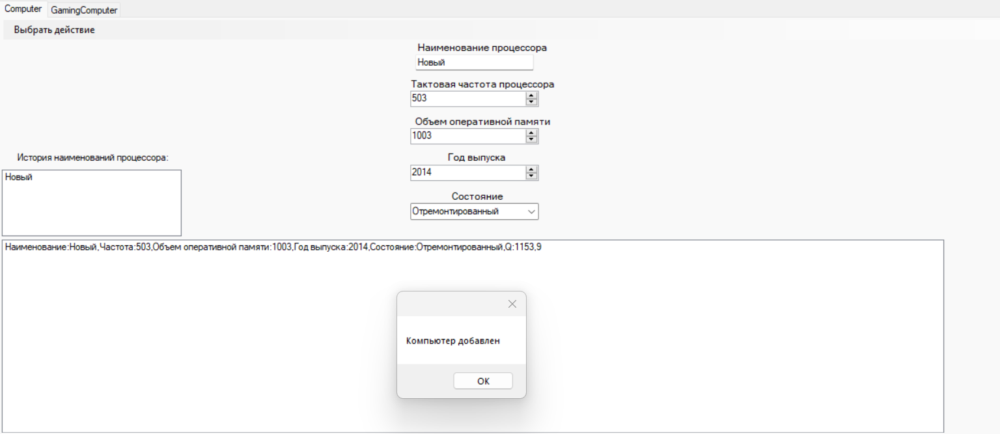 Computer GamingComputer
Выбрать действие
Наименование процессора
Новый
Тактовая частота процессора
503
Объем оперативной памяти
1003
История наименований процессора:
Новый
Год выпуска
2014
Состояние
Отремонтированный
Наименование:Новый,Частота:503,Объем оперативной памяти:1003,Год выпуска:2014,Состояние:Отремонтированный,Q:1153,9
Компьютер добавлен
OK